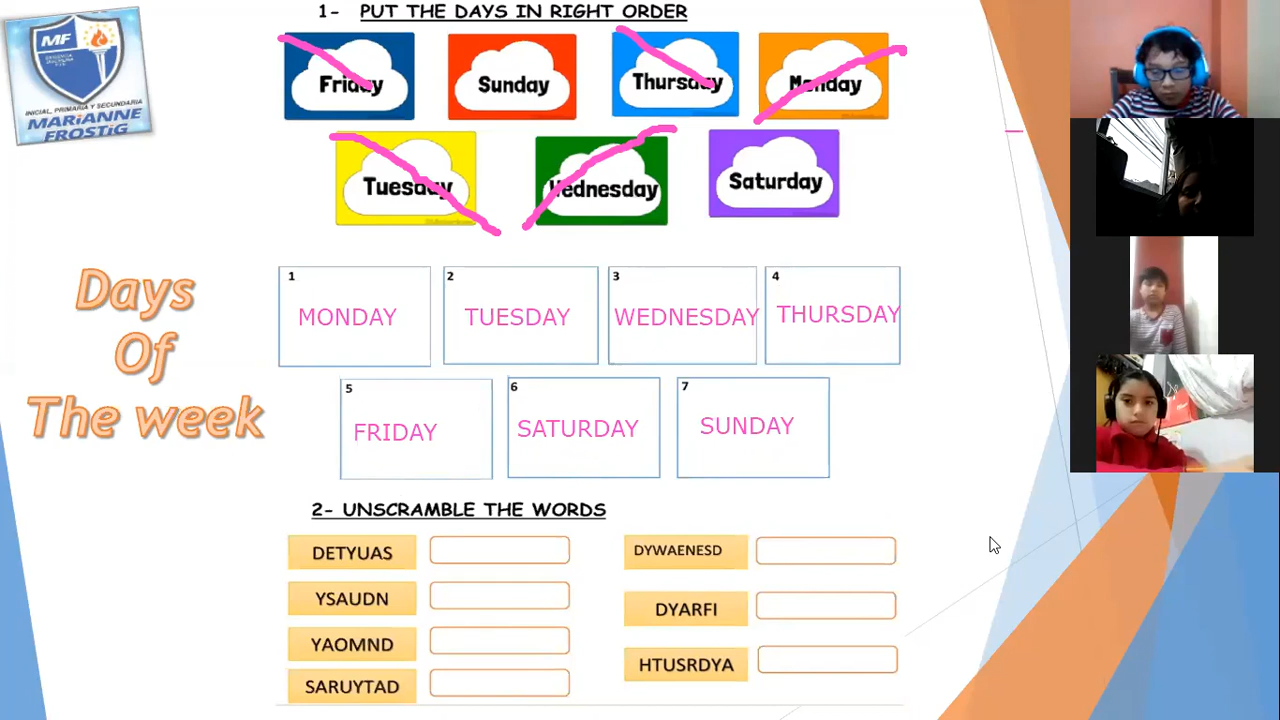 1- PUT THE DAYS IN RIGHT ORDER
MF
INICIAL, PRIMARIA Y SECUNDARIA
MARIANNE
FROSTIG
Friday Sunday Thursday Monday
Tuesday Wednesday Saturday
Days
Of
The week
1 2 3 4
MONDAY TUESDAY WEDNESDAY THURSDAY
5 6 7
FRIDAY SATURDAY SUNDAY
2- UNSCRAMBLE THE WORDS
DETYUAS DYWAENESD
YSAUDN DYARFI
YAOMND HTUSRDYA
SARUYTAD